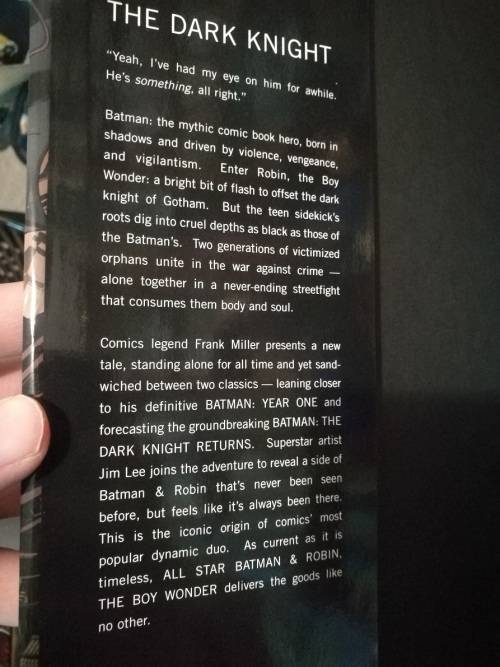 THE DARK KNIGHT
“Yeah, I’ve had my eye on him for awhile.
He’s something, all right.”
Batman: the mythic comic book hero, born in
shadows and driven by violence, vengeance,
and vigilantism. Enter Robin, the Boy
Wonder: a bright bit of flash to offset the dark
knight of Gotham. But the teen sidekick’s
roots dig into cruel depths as black as those of
the Batman’s. Two generations of victimized
orphans unite in the war against crime —
alone together in a never-ending streetfight
that consumes them body and soul.
Comics legend Frank Miller presents a new
tale, standing alone for all time and yet sand-
wiched between two classics — leaning closer
to his definitive BATMAN: YEAR ONE and
forecasting the groundbreaking BATMAN: THE
DARK KNIGHT RETURNS. Superstar artist
Jim Lee joins the adventure to reveal a side of
Batman & Robin that’s never been seen
before, but feels like it’s always been there.
This is the iconic origin of comics’ most
popular dynamic duo. As current as it is
timeless, ALL STAR BATMAN & ROBIN,
THE BOY WONDER delivers the goods like
no other.